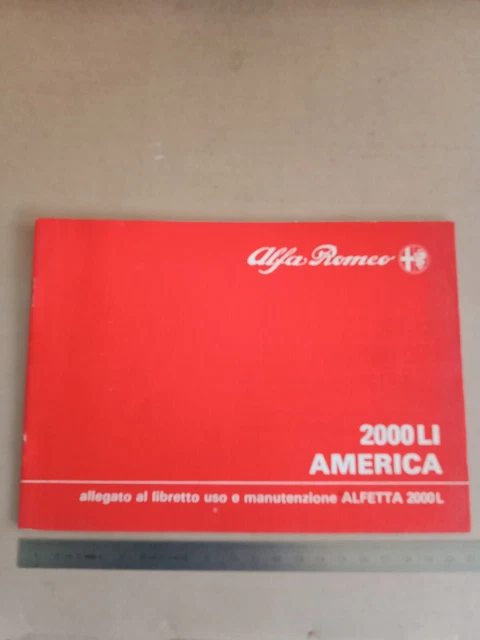 Alfa Romeo
2000 LI
AMERICA
allegato al libretto uso e manutenzione ALFETTA 2000 L